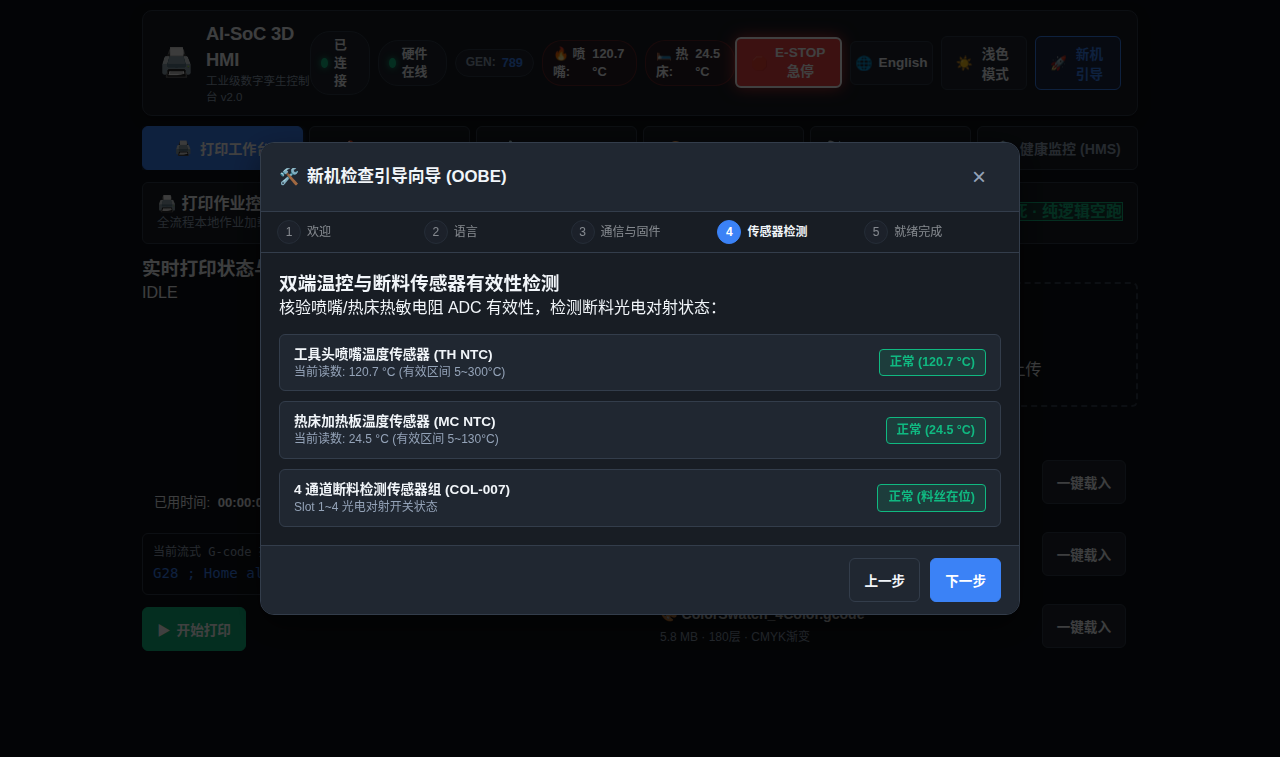 AI-SoC 3D
HMI
工业级数字孪生控制
台 v2.0
已
连
接
硬件
在线
GEN: 789
喷 120.7
嘴: °C
热 24.5
床: °C
E-STOP
急停
English
浅色
模式
新机
引导
打印工作台
健康监控 (HMS)
打印作业控
全流程本地作业加载
· 纯逻辑空跑
实时打印状态与
IDLE
上传
新机检查引导向导 (OOBE)
×
1 欢迎
2 语言
3 通信与固件
4 传感器检测
5 就绪完成
双端温控与断料传感器有效性检测
核验喷嘴/热床热敏电阻 ADC 有效性，检测断料光电对射状态：
工具头喷嘴温度传感器 (TH NTC)
当前读数: 120.7 °C (有效区间 5~300°C)
正常 (120.7 °C)
热床加热板温度传感器 (MC NTC)
当前读数: 24.5 °C (有效区间 5~130°C)
正常 (24.5 °C)
4 通道断料检测传感器组 (COL-007)
Slot 1~4 光电对射开关状态
正常 (料丝在位)
上一步
下一步
已用时间: 00:00:0
当前流式 G-code
G28 ; Home al
开始打印
一键载入
一键载入
ColorSwatch_4Color.gcode
5.8 MB · 180层 · CMYK渐变
一键载入